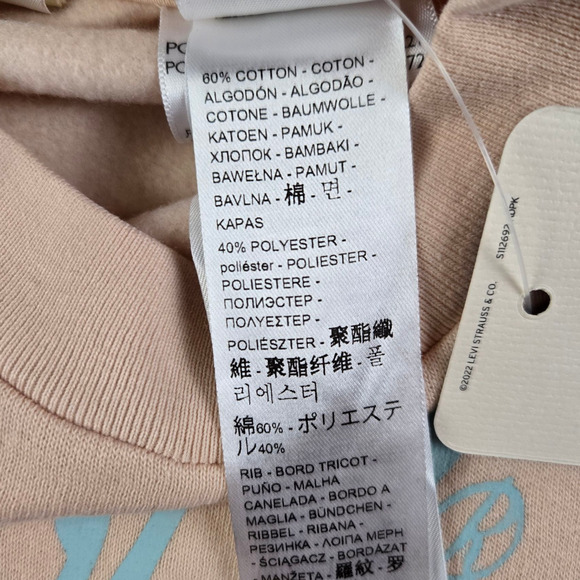 60% COTTON - COTON -
ALGODÓN - ALGODÃO -
COTONE - BAUMWOLLE -
KATOEN - PAMUK -
ХЛОПОК - BAMBAKI -
BAWEŁNA - PAMUT -
BAVLNA - 棉 - 면 -
KAPAS
40% POLYESTER -
poliéster - POLIESTER -
POLIESTERE -
ПОЛИЭСТЕР -
ΠΟΛΥΕΣΤΕΡ -
POLIÉSZTER - 聚酯纖
維 - 聚酯纤维 - 폴
리에스터
綿60% - ポリエステ
ル40%
RIB - BORD TRICOT -
PUÑO - MALHA
CANELADA - BORDO A
MAGLIA - BÜNDCHEN -
RIBBEL - RIBANA -
РЕЗИНКА - ΛΟΙΠΑ ΜΕΡΗ
- ŚCIĄGACZ - BORDÁZAT
- MANŽETA - 羅紋 - 罗
©2022 LEVI STRAUSS & CO.